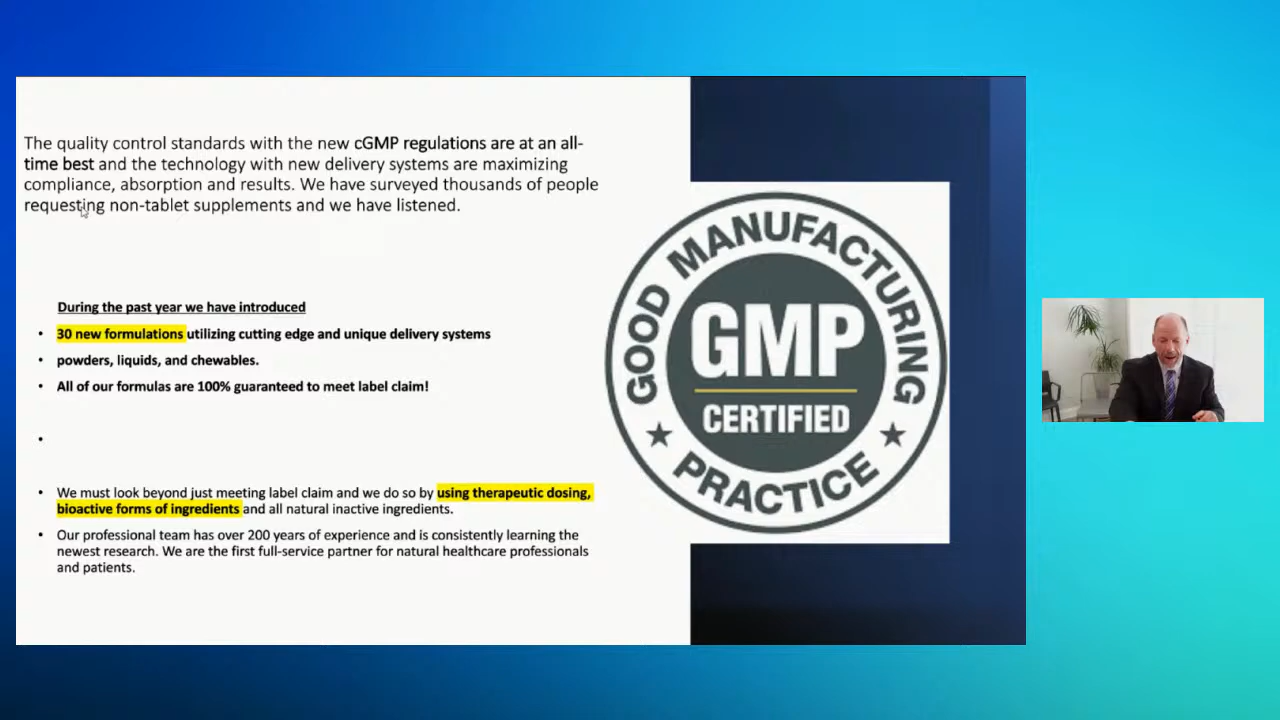 The quality control standards with the new cGMP regulations are at an all-
time best and the technology with new delivery systems are maximizing
compliance, absorption and results. We have surveyed thousands of people
requesting non-tablet supplements and we have listened.
During the past year we have introduced
• 30 new formulations utilizing cutting edge and unique delivery systems
• powders, liquids, and chewables.
• All of our formulas are 100% guaranteed to meet label claim!
•
• We must look beyond just meeting label claim and we do so by using therapeutic dosing,
bioactive forms of ingredients and all natural inactive ingredients.
• Our professional team has over 200 years of experience and is consistently learning the
newest research. We are the first full-service partner for natural healthcare professionals
and patients.
GOOD MANUFACTURING
GMP
CERTIFIED
★ PRACTICE ★